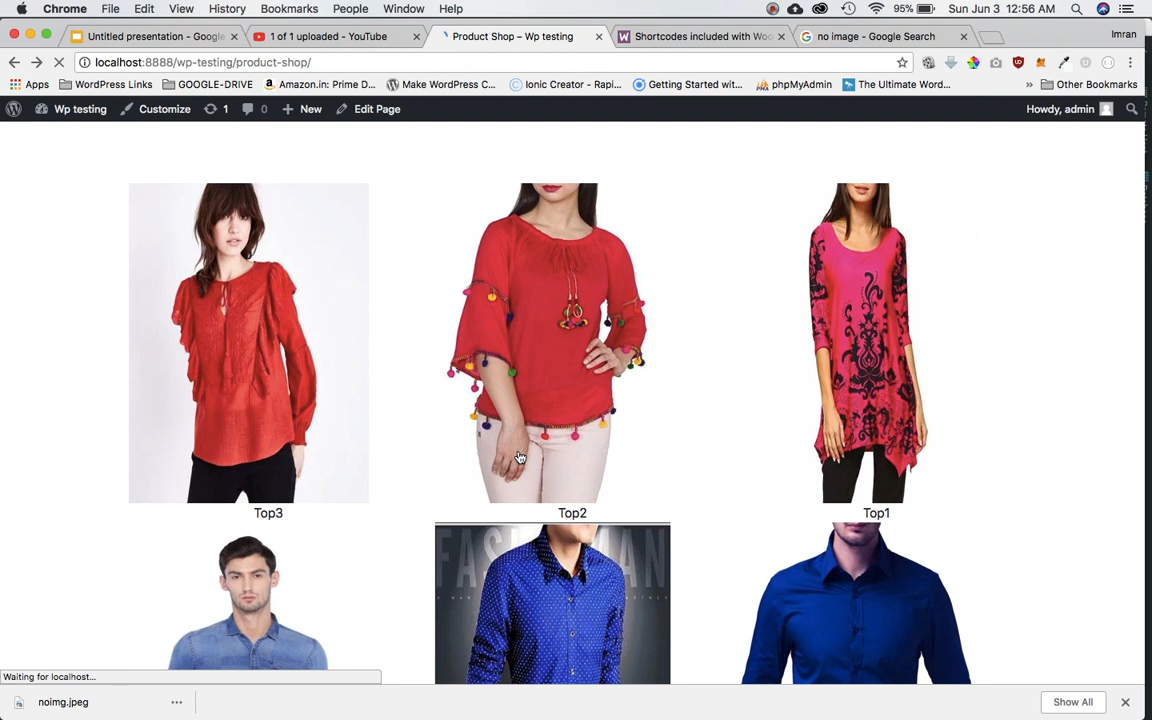 Chrome File Edit View History Bookmarks People Window Help 95% Sun Jun 3 12:56 AM
Untitled presentation - Google 1 of 1 uploaded - YouTube Product Shop – Wp testing Shortcodes included with Woo no image - Google Search Imran
localhost:8888/wp-testing/product-shop/
Apps WordPress Links GOOGLE-DRIVE Amazon.in: Prime D... Make WordPress C... Ionic Creator - Rapi... Getting Started wit... phpMyAdmin The Ultimate Wor... » Other Bookmarks
Wp testing Customize 1 0 New Edit Page Howdy, admin
Top3 Top2 Top1
FASH AN
Waiting for localhost...
noimg.jpeg Show All